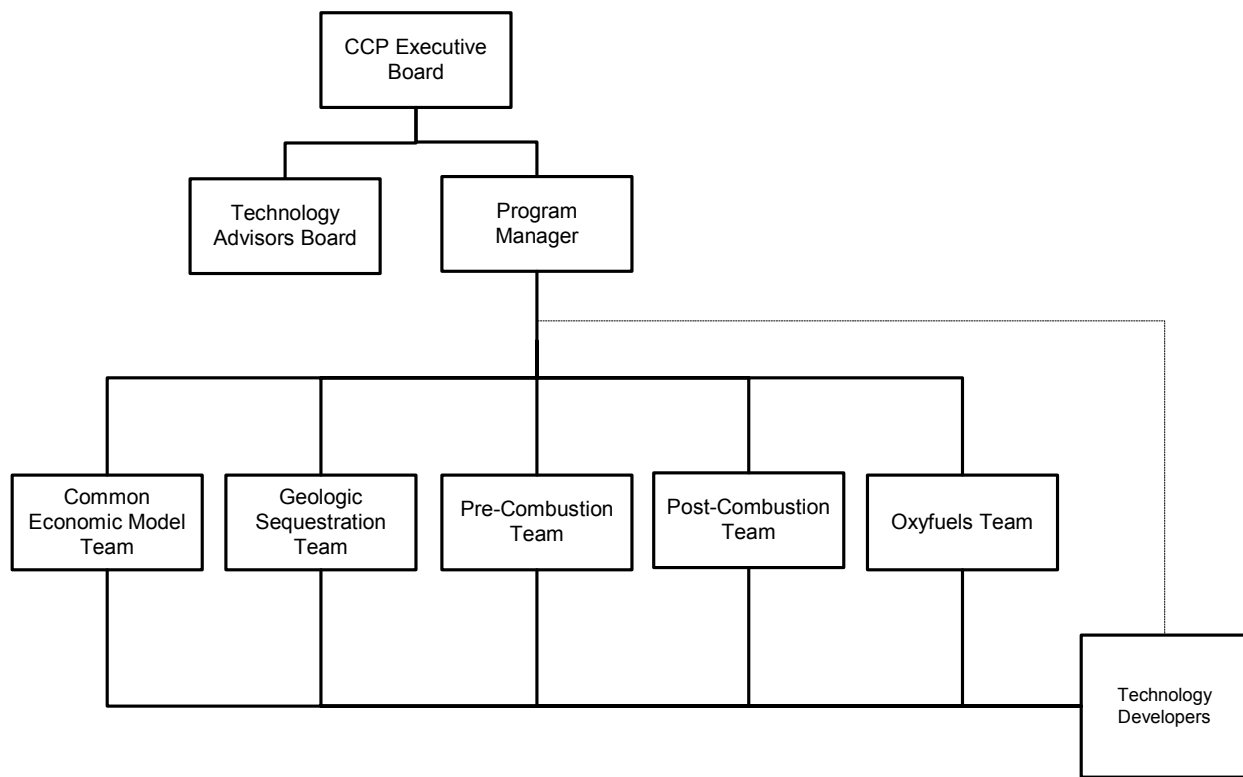 CCP Executive
Board
Technology
Advisors Board
Program
Manager
Common
Economic Model
Team
Geologic
Sequestration
Team
Pre-Combustion
Team
Post-Combustion
Team
Oxyfuels Team
Technology
Developers